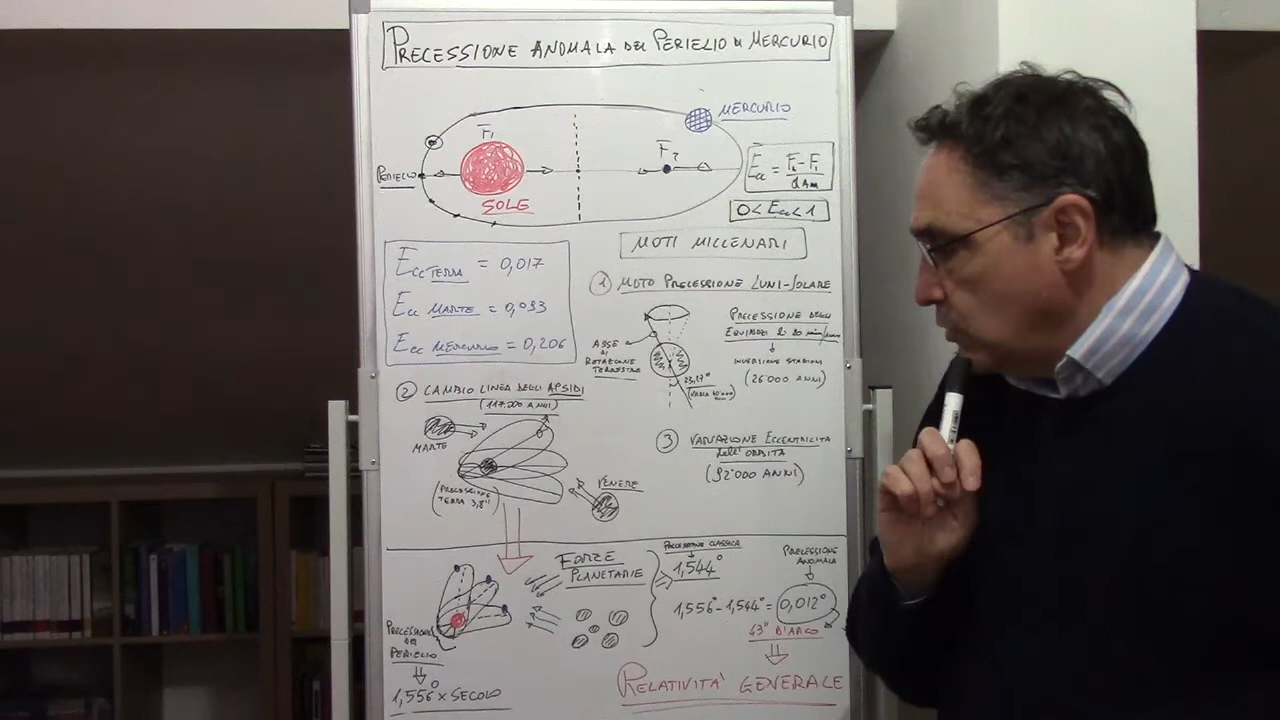 PRECESSIONE ANOMALA DEL PERIELIO DI MERCURIO
MERCURIO
F1
F2
PERIELIO
SOLE
Ecc = F2 - F1 / dAM
0 < Ecc < 1
MOTI MILLENARI
Ecc TERRA = 0,017
Ecc MARTE = 0,093
Ecc MERCURIO = 0,206
1 MOTO PRECESSIONE LUNI-SOLARE
ASSE
DI
ROTAZIONE
TERRESTRE
PRECESSIONE DEGLI
EQUINOZI
INVERSIONE STAGIONI
(26'000 ANNI)
2 CAMBIO LINEA DEGLI APSIDI
(117'000 ANNI)
MARTE
VENERE
(PRECESSIONE
TERRA 3,8")
3 VARIAZIONE ECCENTRICITÀ
dell'ORBITA
(92'000 ANNI)
FORZE
PLANETARIE
PRECESSIONE CLASSICA
1,544°
PRECESSIONE
ANOMALA
1,556° - 1,544° = 0,012°
43" D'ARCO
PRECESSIONE
DEL
PERIELIO
1,556° x SECOLO
RELATIVITÀ GENERALE